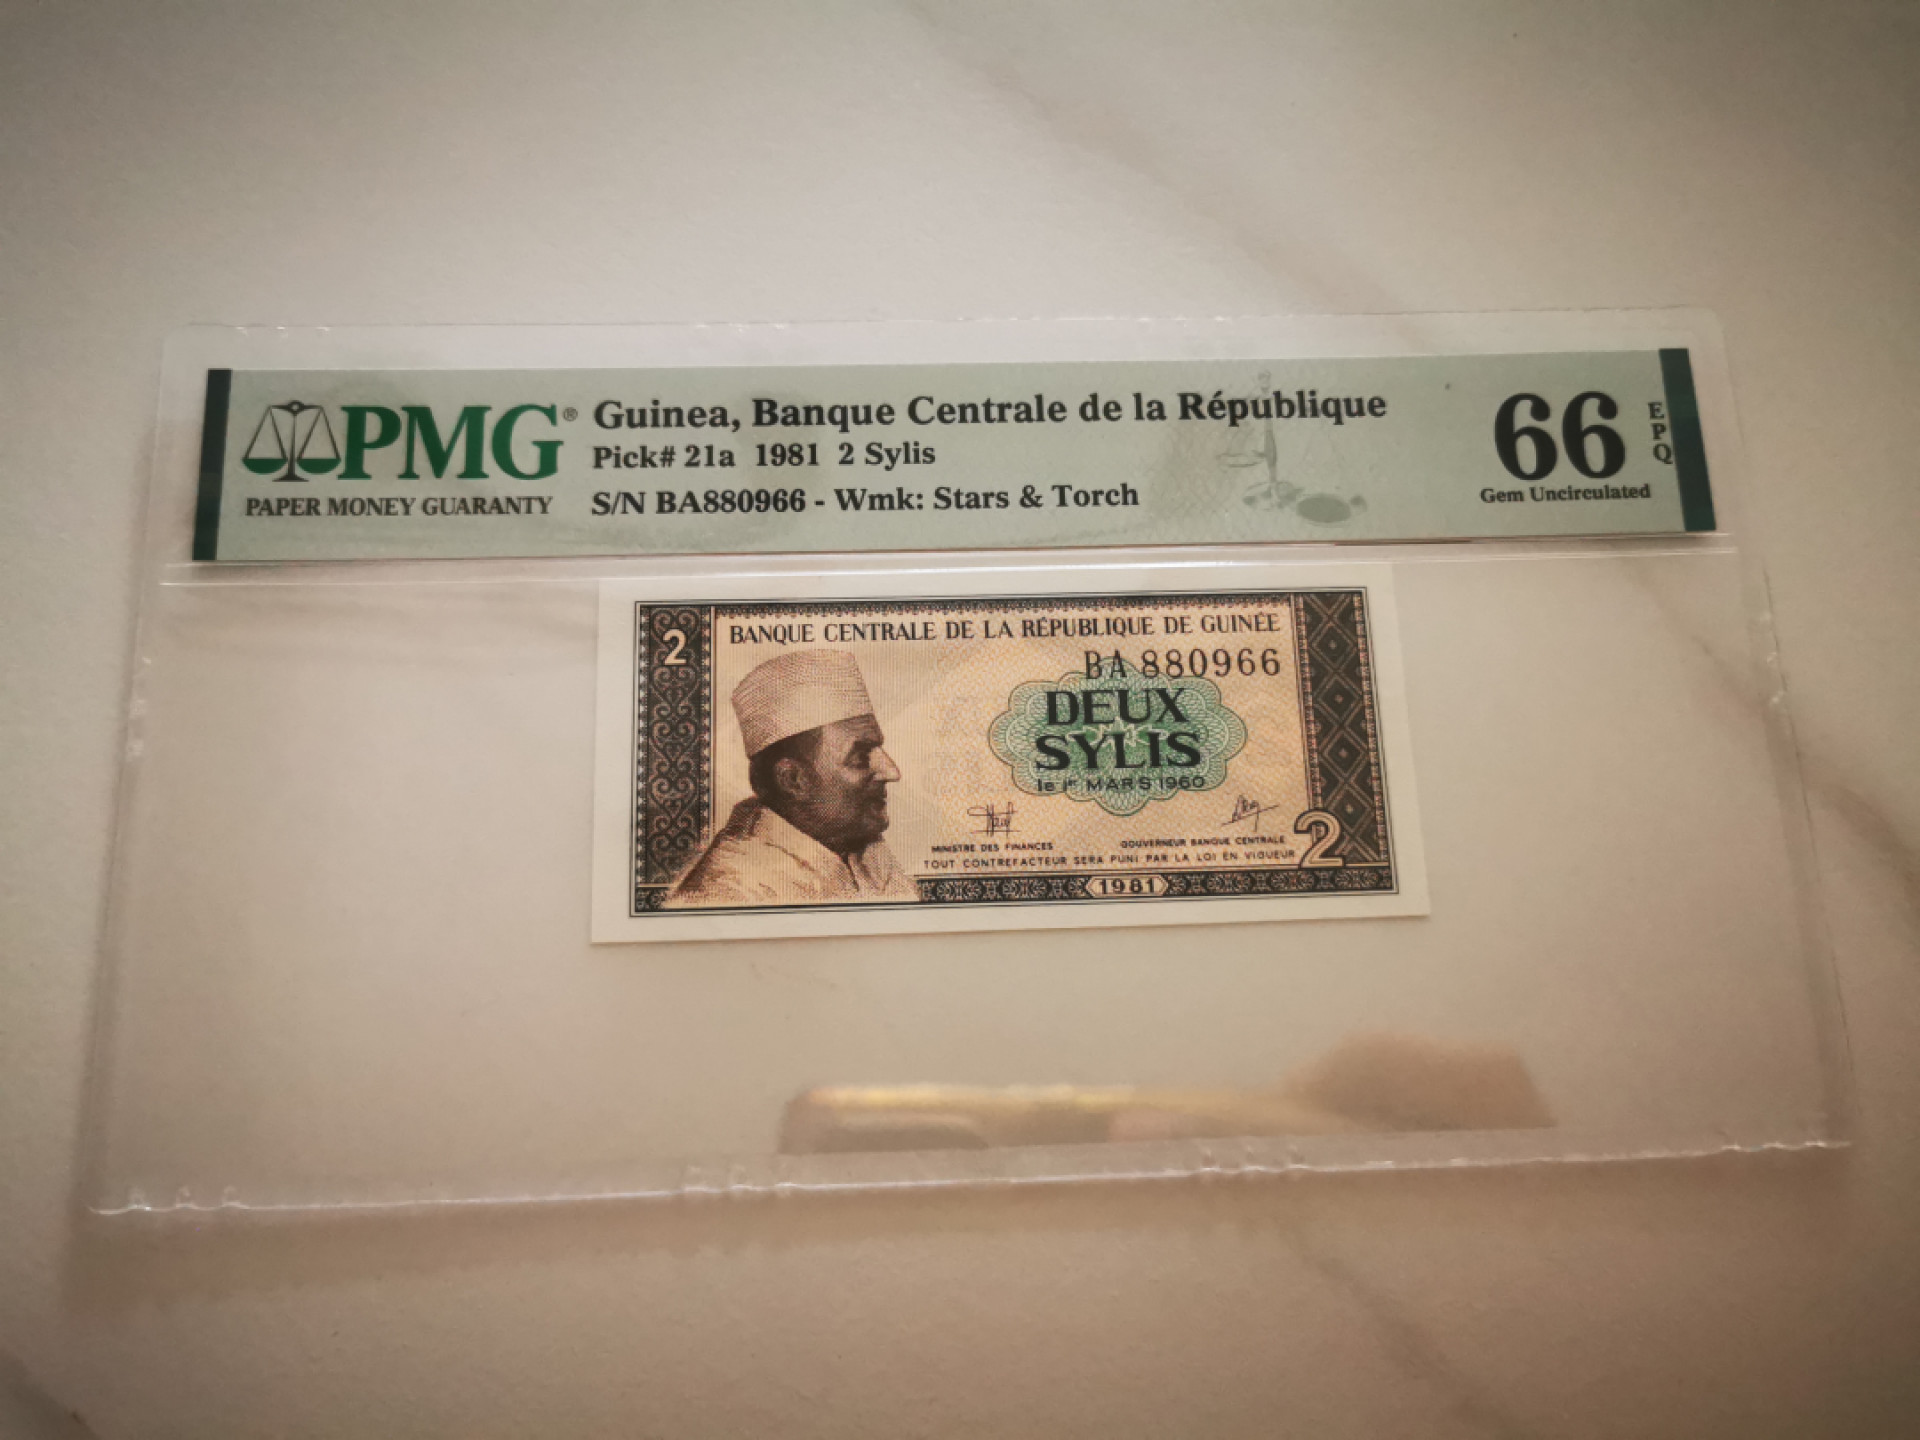 PMG®
PAPER MONEY GUARANTY
Guinea, Banque Centrale de la République
Pick# 21a 1981 2 Sylis
S/N BA880966 - Wmk: Stars & Torch
66
EPQ
Gem Uncirculated
2
BANQUE CENTRALE DE LA RÉPUBLIQUE DE GUINÉE
BA 880966
DEUX
SYLIS
le 1er MARS 1960
MINISTRE DES FINANCES
GOUVERNEUR BANQUE CENTRALE
TOUT CONTREFACTEUR SERA PUNI PAR LA LOI EN VIGUEUR
2
1981